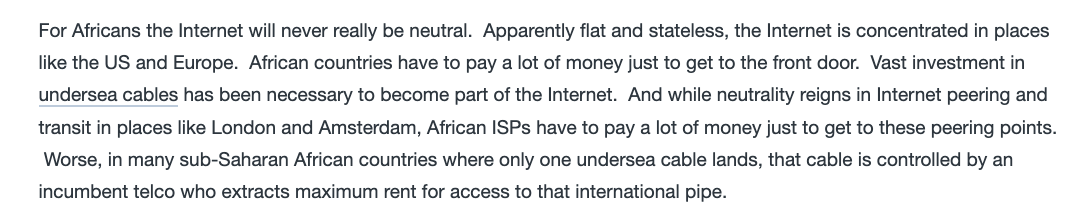 For Africans the Internet will never really be neutral.  Apparently flat and stateless, the Internet is concentrated in places
like the US and Europe.  African countries have to pay a lot of money just to get to the front door.  Vast investment in
undersea cables has been necessary to become part of the Internet.  And while neutrality reigns in Internet peering and
transit in places like London and Amsterdam, African ISPs have to pay a lot of money just to get to these peering points.
Worse, in many sub-Saharan African countries where only one undersea cable lands, that cable is controlled by an
incumbent telco who extracts maximum rent for access to that international pipe.